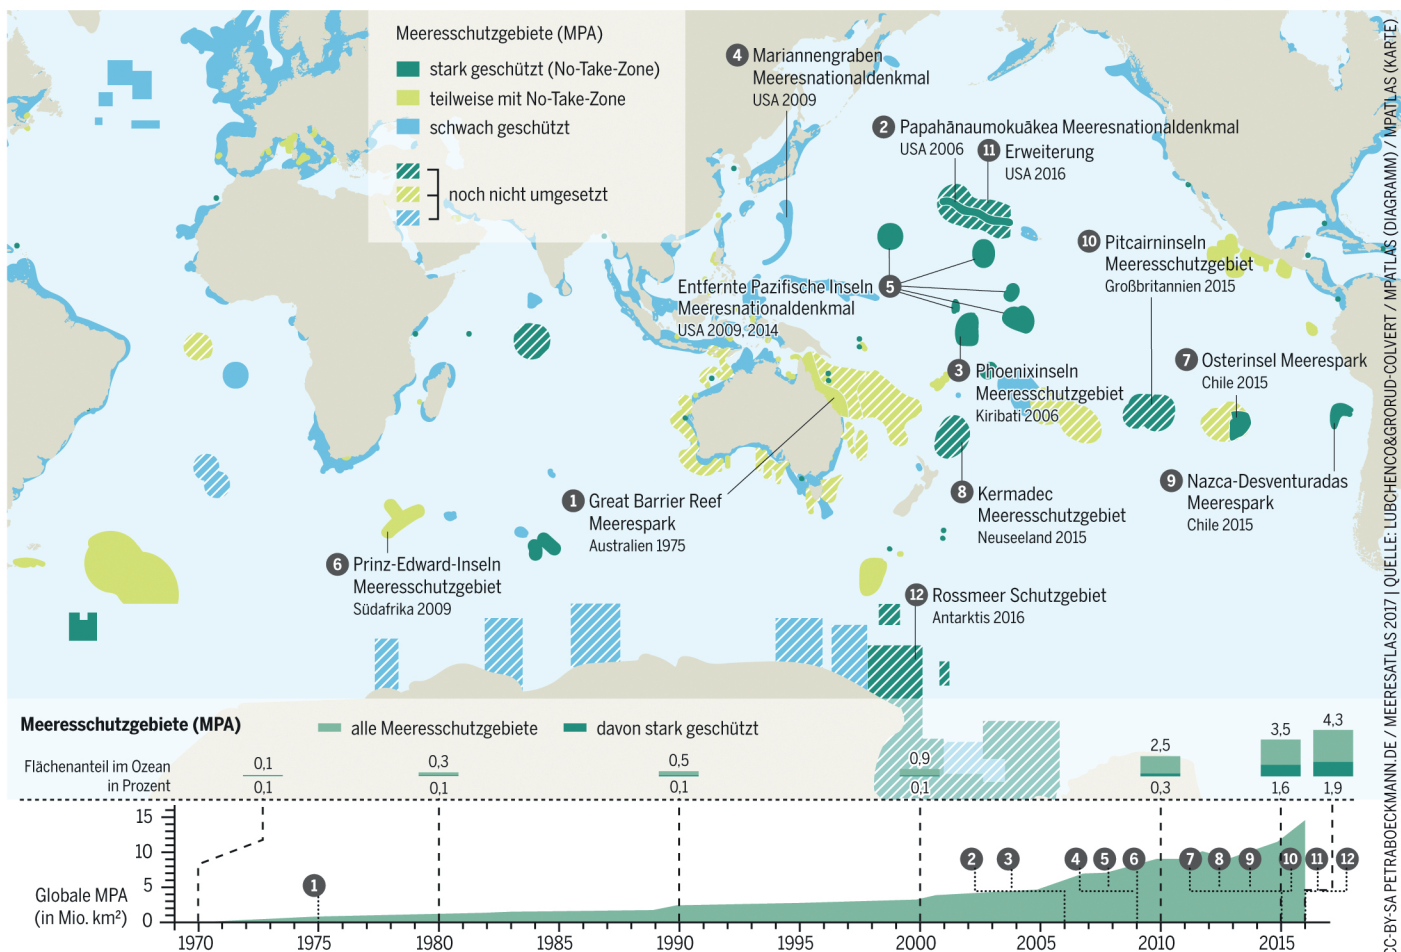 Meeresschutzgebiete (MPA)
stark geschützt (No-Take-Zone)
teilweise mit No-Take-Zone
schwach geschützt
noch nicht umgesetzt
4 Mariannengraben
Meeresnationaldenkmal
USA 2009
2 Papahānaumokuākea Meeresnationaldenkmal
USA 2006
11 Erweiterung
USA 2016
10 Pitcairninseln
Meeresschutzgebiet
Großbritannien 2015
Entfernte Pazifische Inseln 5
Meeresnationaldenkmal
USA 2009, 2014
3 Phoenixinseln
Meeresschutzgebiet
Kiribati 2006
7 Osterinsel Meerespark
Chile 2015
9 Nazca-Desventuradas
Meerespark
Chile 2015
1 Great Barrier Reef
Meerespark
Australien 1975
8 Kermadec
Meeresschutzgebiet
Neuseeland 2015
6 Prinz-Edward-Inseln
Meeresschutzgebiet
Südafrika 2009
12 Rossmeer Schutzgebiet
Antarktis 2016
Meeresschutzgebiete (MPA)
alle Meeresschutzgebiete
davon stark geschützt
Flächenanteil im Ozean
in Prozent
0,1 0,3 0,5 0,9 2,5 3,5 4,3
0,1 0,1 0,1 0,1 0,3 1,6 1,9
15
10
5
0
Globale MPA
(in Mio. km²)
1 2 3 4 5 6 7 8 9 10 11 12
1970 1975 1980 1985 1990 1995 2000 2005 2010 2015
CC-BY-SA PETRABOECKMANN.DE / MEERESATLAS 2017 | QUELLE: LUBCHENCO&GRORUD-COLVERT / MPATLAS (DIAGRAMM) / MPATLAS (KARTE)